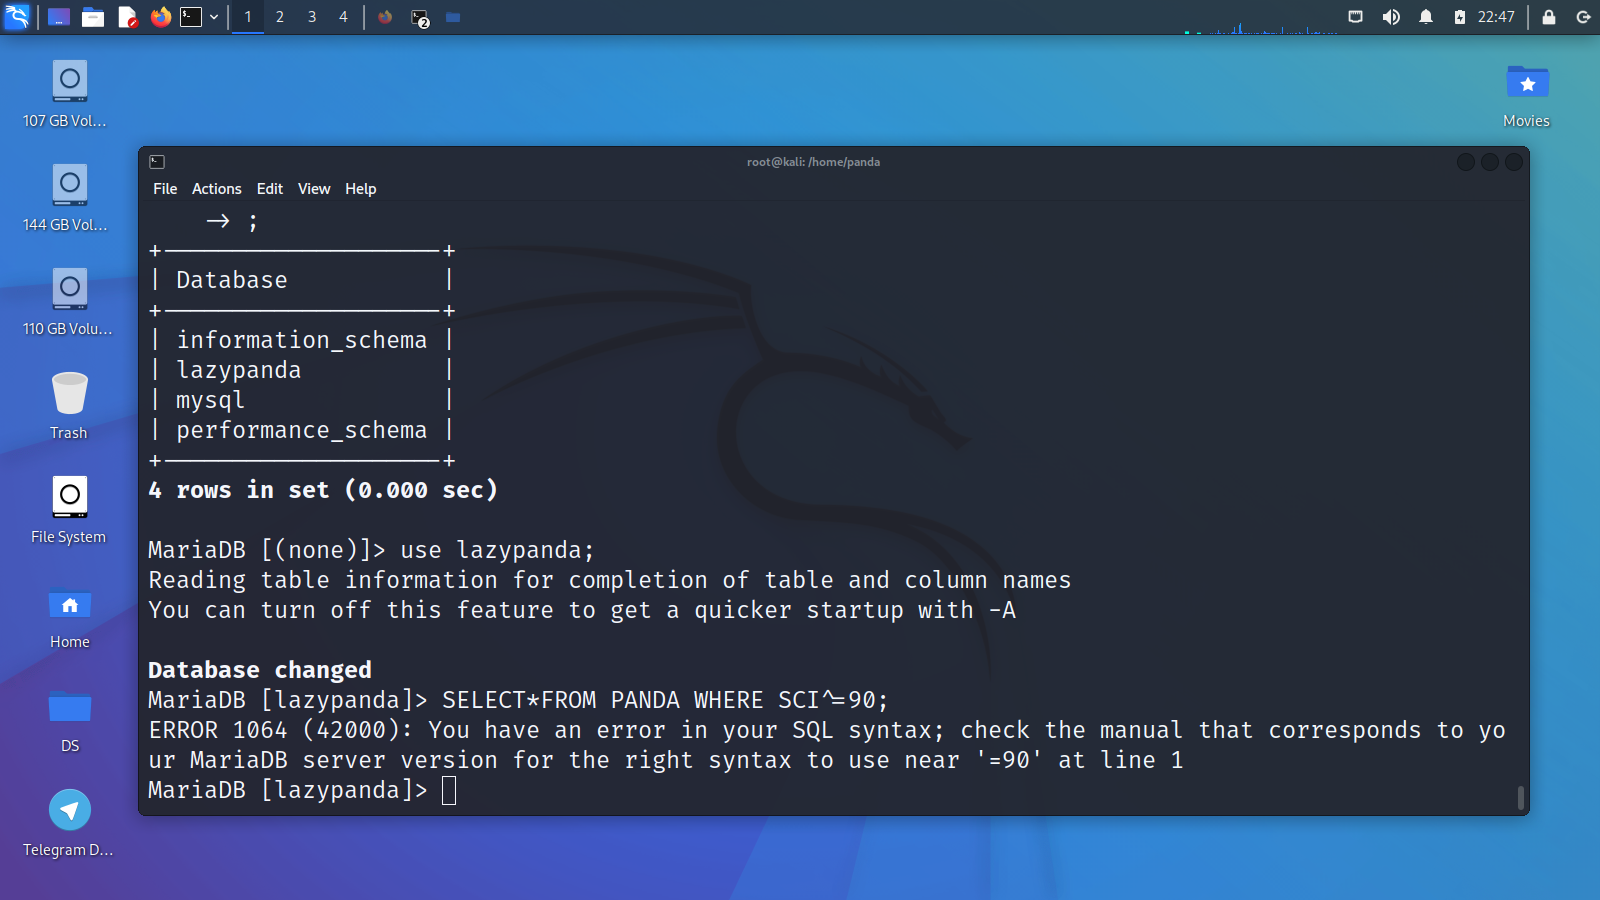 1 2 3 4
2
22:47
107 GB Vol...
144 GB Vol...
110 GB Volu...
Trash
File System
Home
DS
Telegram D...
Movies
root@kali: /home/panda
File Actions Edit View Help
-> ;
+--------------------+
| Database           |
+--------------------+
| information_schema |
| lazypanda          |
| mysql              |
| performance_schema |
+--------------------+
4 rows in set (0.000 sec)
MariaDB [(none)]> use lazypanda;
Reading table information for completion of table and column names
You can turn off this feature to get a quicker startup with -A
Database changed
MariaDB [lazypanda]> SELECT*FROM PANDA WHERE SCI^=90;
ERROR 1064 (42000): You have an error in your SQL syntax; check the manual that corresponds to yo
ur MariaDB server version for the right syntax to use near '=90' at line 1
MariaDB [lazypanda]>